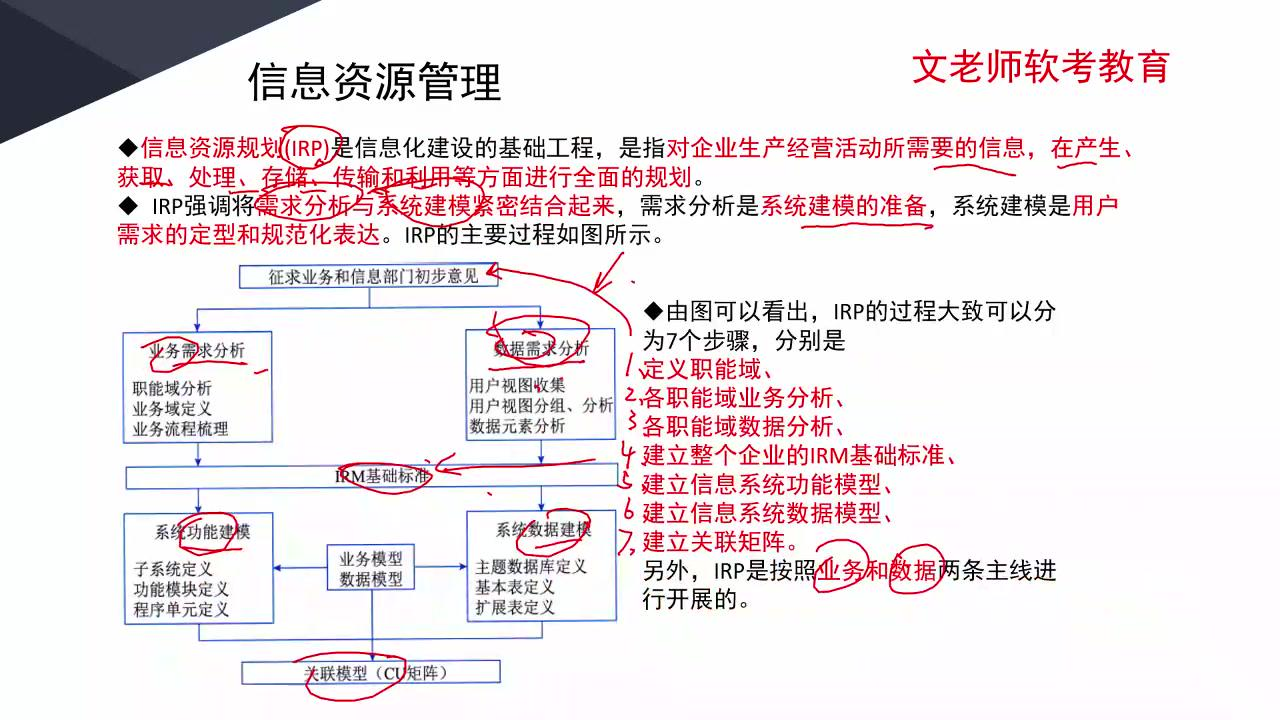 信息资源管理
文老师软考教育
◆信息资源规划(IRP)是信息化建设的基础工程，是指对企业生产经营活动所需要的信息，在产生、
获取、处理、存储、传输和利用等方面进行全面的规划。
◆ IRP强调将需求分析与系统建模紧密结合起来，需求分析是系统建模的准备，系统建模是用户
需求的定型和规范化表达。IRP的主要过程如图所示。
征求业务和信息部门初步意见
业务需求分析
职能域分析
业务域定义
业务流程梳理
数据需求分析
用户视图收集
用户视图分组、分析
数据元素分析
IRM基础标准
系统功能建模
子系统定义
功能模块定义
程序单元定义
业务模型
数据模型
系统数据建模
主题数据库定义
基本表定义
扩展表定义
关联模型（CU矩阵）
◆由图可以看出，IRP的过程大致可以分
为7个步骤，分别是
1、定义职能域、
2、各职能域业务分析、
3、各职能域数据分析、
4 建立整个企业的IRM基础标准、
5、建立信息系统功能模型、
6 建立信息系统数据模型、
7、建立关联矩阵。
另外，IRP是按照业务和数据两条主线进
行开展的。